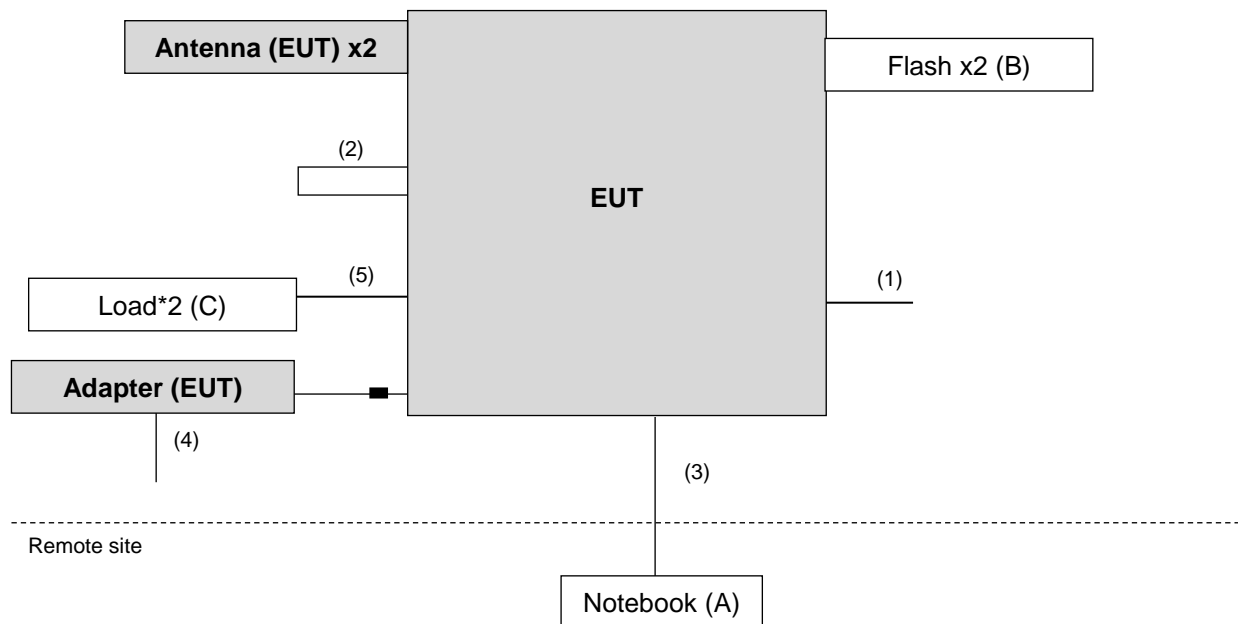 Antenna (EUT) x2
Flash x2 (B)
(2)
EUT
(5)
(1)
Load*2 (C)
Adapter (EUT)
(4)
(3)
Remote site
Notebook (A)